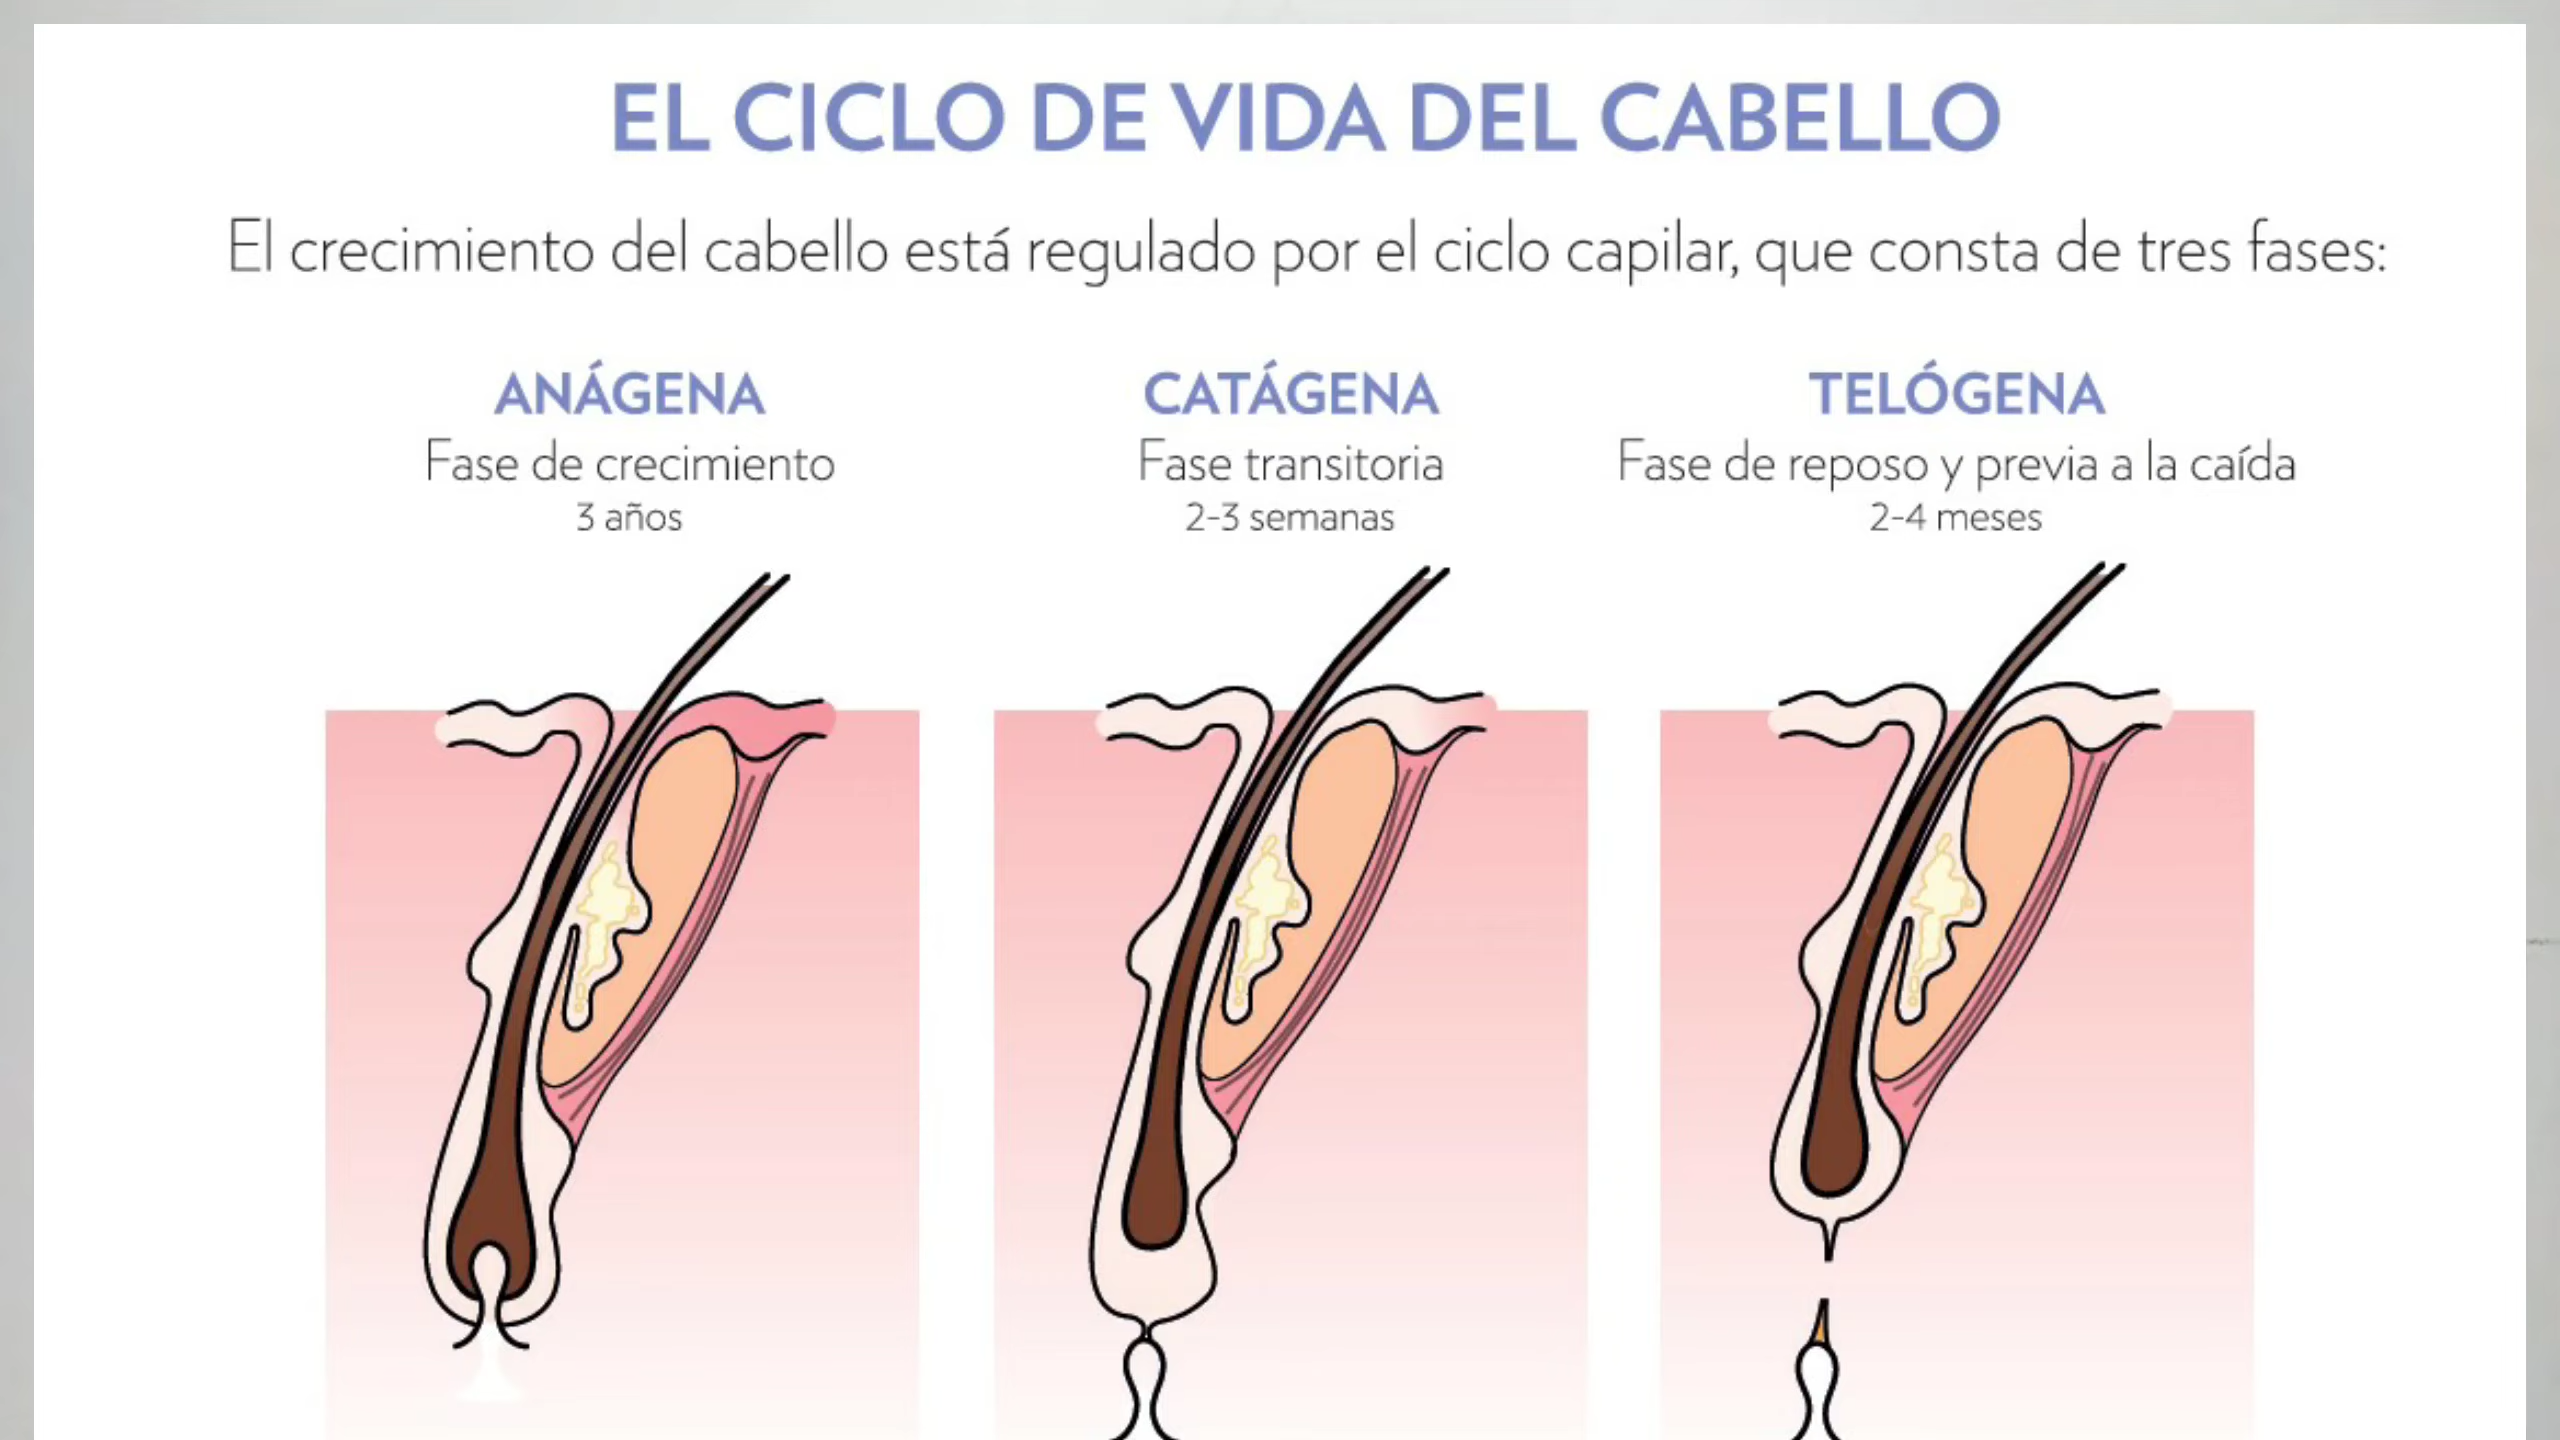 EL CICLO DE VIDA DEL CABELLO
El crecimiento del cabello está regulado por el ciclo capilar, que consta de tres fases:
ANÁGENA
Fase de crecimiento
3 años
CATÁGENA
Fase transitoria
2-3 semanas
TELÓGENA
Fase de reposo y previa a la caída
2-4 meses